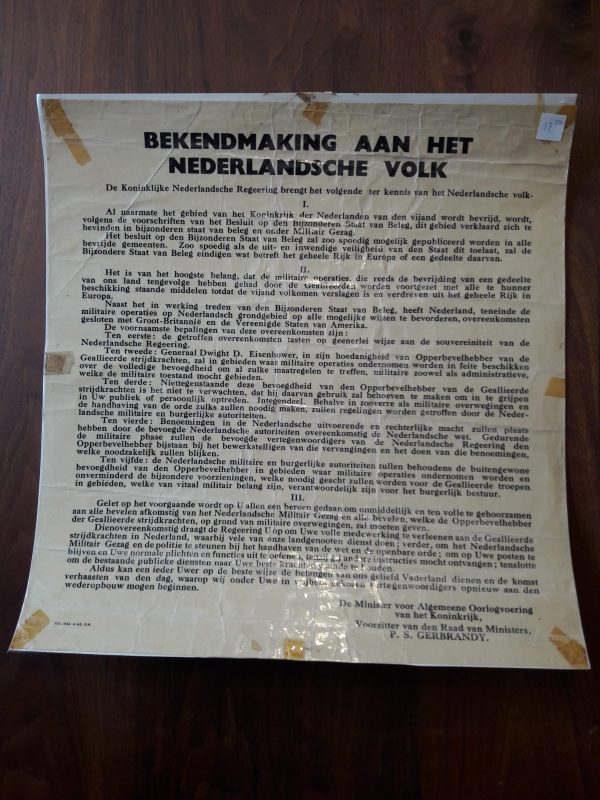 17.50
BEKENDMAKING AAN HET
NEDERLANDSCHE VOLK
De Koninklijke Nederlandsche Regeering brengt het volgende ter kennis van het Nederlandsche volk.
I.
Al naarmate het gebied van het Koninkrijk der Nederlanden van den vijand wordt bevrijd, wordt,
volgens de voorschriften van het Besluit op den Bijzonderen Staat van Beleg, dit gebied verklaard zich te
bevinden in bijzonderen staat van beleg en onder Militair Gezag.
Het besluit op den Bijzonderen Staat van Beleg zal zoo spoedig mogelijk gepubliceerd worden in alle
bevrijde gemeenten. Zoo spoedig als de uit- en inwendige veiligheid van den Staat dit toelaat, zal de
Bijzondere Staat van Beleg eindigen wat betreft het geheele Rijk in Europa of een gedeelte daarvan.
II.
Het is van het hoogste belang, dat de militaire operaties, die reeds de bevrijding van een gedeelte
van ons land tengevolge hebben gehad door de Geallieerden worden voortgezet met alle te hunner
beschikking staande middelen totdat de vijand volkomen verslagen is en verdreven uit het geheele Rijk in
Europa.
Naast het in werking treden van den Bijzonderen Staat van Beleg, heeft Nederland, teneinde de
militaire operaties op Nederlandsch grondgebied op alle mogelijke wijzen te bevorderen, overeenkomsten
gesloten met Groot-Britannië en de Vereenigde Staten van Amerika.
De voornaamste bepalingen van deze overeenkomsten zijn:
Ten eerste: de getroffen overeenkomsten tasten op geenerlei wijze aan de souvereiniteit van de
Nederlandsche Regeering.
Ten tweede: Generaal Dwight D. Eisenhower, in zijn hoedanigheid van Opperbevelhebber van de
Geallieerde strijdkrachten, zal in gebieden waar militaire operaties ondernomen worden in feite beschikken
over de volledige bevoegdheid om al zulke maatregelen te treffen, militaire zoowel als administratieve,
welke de militaire toestand mocht gebieden.
Ten derde: Niettegenstaande deze bevoegdheid van den Opperbevelhebber van de Geallieerde
strijdkrachten is het niet te verwachten, dat hij daarvan gebruik zal behoeven te maken om in te grijpen
in Uw publiek of persoonlijk optreden. Integendeel. Behalve in zooverre als militaire overwegingen en
de handhaving van de orde zulks zullen noodig maken, zullen regelingen worden getroffen door de Neder-
landsche militaire en burgerlijke autoriteiten.
Ten vierde: Benoemingen in de Nederlandsche uitvoerende en rechterlijke macht zullen plaats
hebben door de bevoegde Nederlandsche autoriteiten overeenkomstig de Nederlandsche wet. Gedurende
de militaire phase zullen de bevoegde vertegenwoordigers van de Nederlandsche Regeering den
Opperbevelhebber bijstaan bij het bewerkstelligen van die vervangingen en het doen van die benoemingen,
welke noodzakelijk zullen blijken.
Ten vijfde: de Nederlandsche militaire en burgerlijke autoriteiten zullen behoudens de buitengewone
bevoegdheid van den Opperbevelhebber in gebieden waar militaire operaties ondernomen worden en
onverminderd de bijzondere voorzieningen, welke noodig geacht zullen worden voor de Geallieerde troepen
in gebieden, welke van vitaal militair belang zijn, verantwoordelijk zijn voor het burgerlijk bestuur.
III.
Gelet op het voorgaande wordt op U allen een beroep gedaan om onmiddelijk en ten volle te gehoorzamen
aan alle bevelen afkomstig van het Nederlandsche Militair Gezag en alle bevelen, welke de Opperbevelhebber
der Geallieerde strijdkrachten, op grond van militaire overwegingen, zal moeten geven.
Dienovereenkomstig draagt de Regeering U op om Uwe volle medewerking te verleenen aan de Geallieerde
strijdkrachten in Nederland, waarbij vele van onze landgenooten dienst doen; verder, om het Nederlandsche
Militair Gezag en de politie te steunen bij het handhaven van de wet en de openbare orde; om op Uwe posten te
blijven en Uwe normale plichten en functies uit te oefenen, tenzij andere instructies mocht ontvangen; tenslotte
om de bestaande publieke diensten naar Uwe beste krachten gaande te houden.
Aldus kan een ieder Uwer op de beste wijze de belangen van ons geliefd Vaderland dienen en de komst
verhaasten van den dag, waarop wij onder Uwe in vrijheid gekozen vertegenwoordigers opnieuw aan den
wederopbouw mogen beginnen.
De Minister voor Algemeene Oorlogvoering
van het Koninkrijk,
Voorzitter van den Raad van Ministers,
P. S. GERBRANDY.